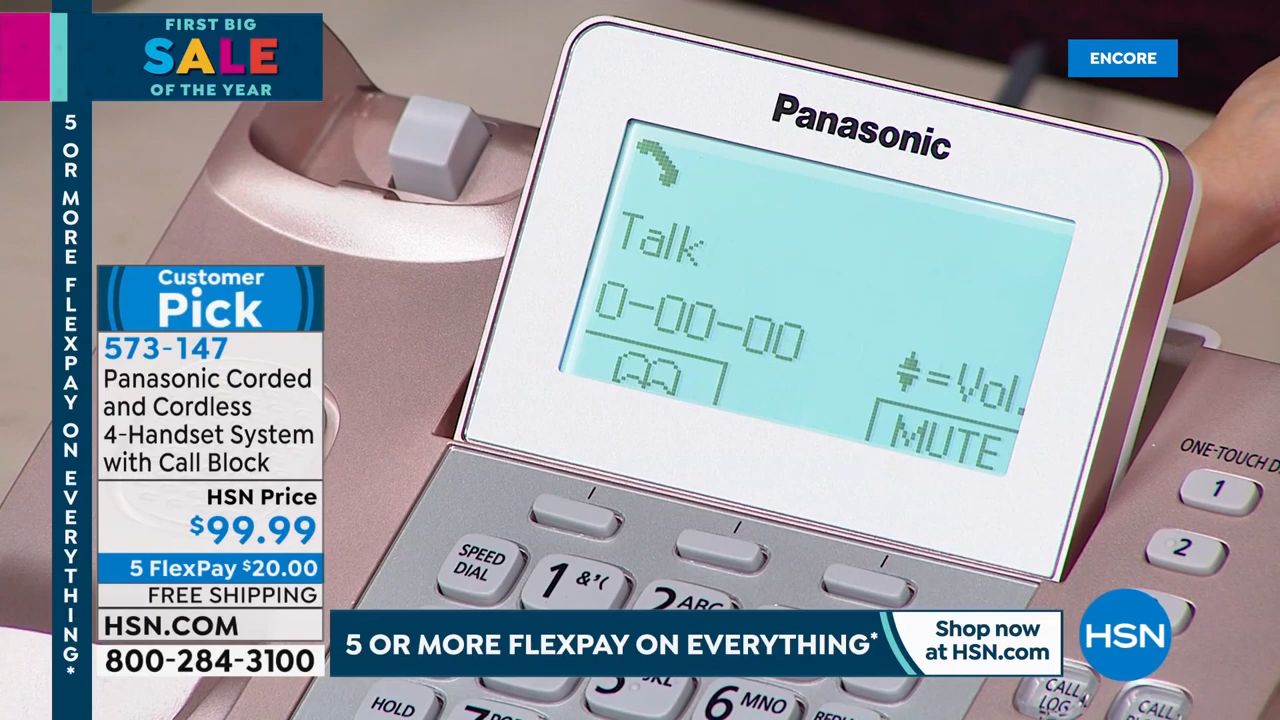 FIRST BIG
SALE
OF THE YEAR
ENCORE
5 OR MORE FLEXPAY ON EVERYTHING*
Customer
Pick
573-147
Panasonic Corded
and Cordless
4-Handset System
with Call Block
HSN Price
$99.99
5 FlexPay $20.00
FREE SHIPPING
HSN.COM
800-284-3100
Panasonic
Talk
0-00-00
=Vol.
MUTE
ONE-TOUCH D
1
2
SPEED
DIAL
1 &'(
2 ABC
5 JKL
6 MNO
HOLD
CALL
LOG
CALL
5 OR MORE FLEXPAY ON EVERYTHING*
Shop now
at HSN.com
HSN